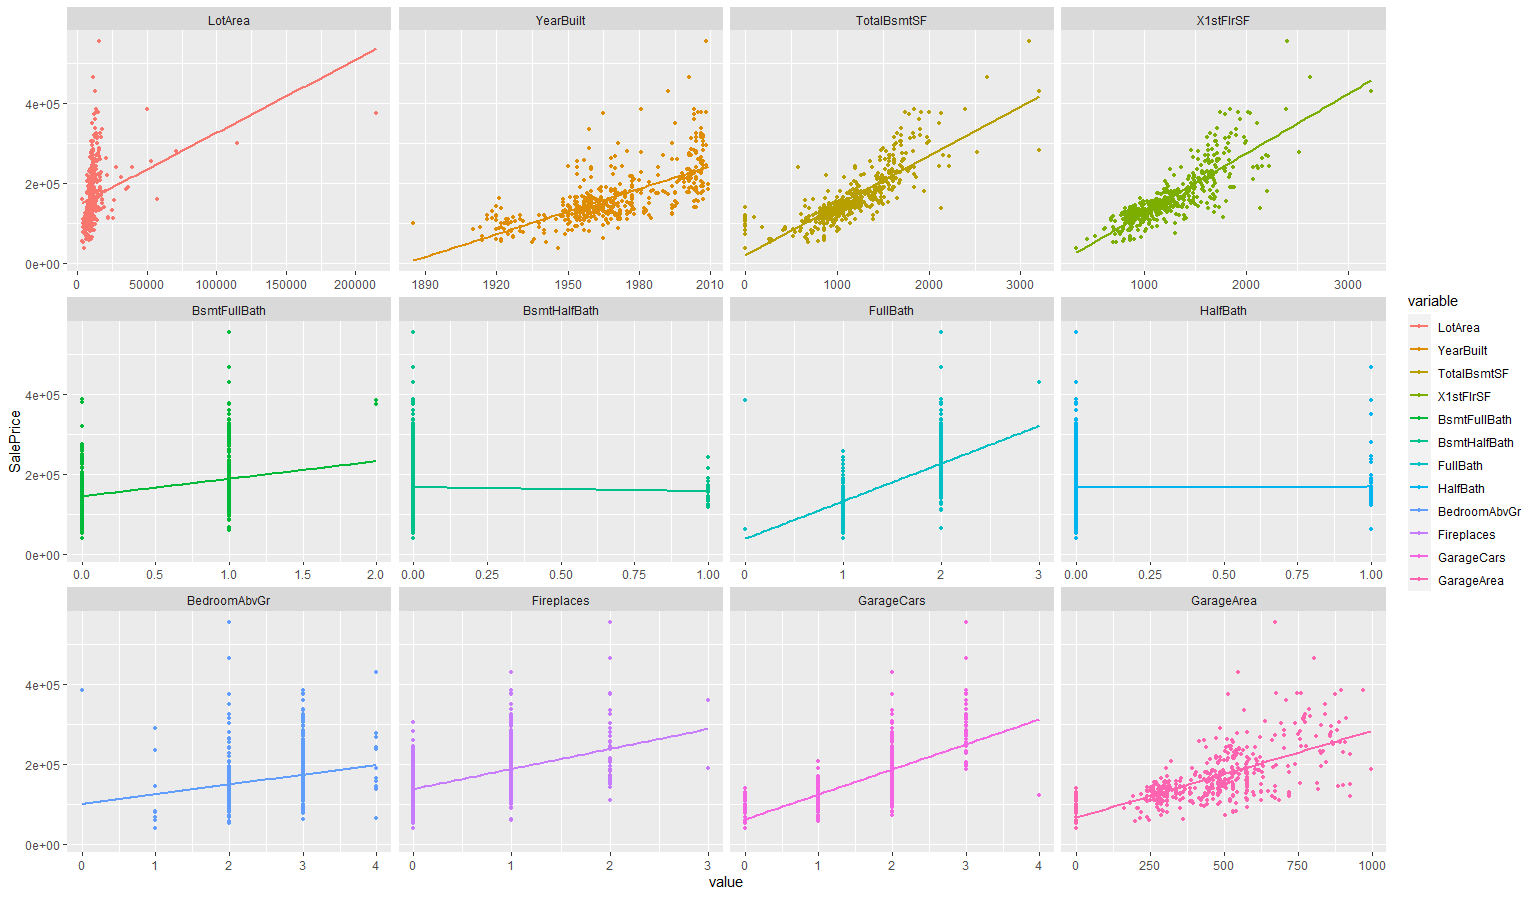 LotArea YearBuilt TotalBsmtSF X1stFlrSF
4e+05
2e+05
0e+00
0 50000 100000 150000 200000 1890 1920 1950 1980 2010 0 1000 2000 3000 1000 2000 3000
BsmtFullBath BsmtHalfBath FullBath HalfBath
4e+05
2e+05
0e+00
0.0 0.5 1.0 1.5 2.0 0.00 0.25 0.50 0.75 1.00 0 1 2 3 0.00 0.25 0.50 0.75 1.00
BedroomAbvGr Fireplaces GarageCars GarageArea
4e+05
2e+05
0e+00
0 1 2 3 4 0 1 2 3 0 1 2 3 4 0 250 500 750 1000
SalePrice
value
variable
LotArea
YearBuilt
TotalBsmtSF
X1stFlrSF
BsmtFullBath
BsmtHalfBath
FullBath
HalfBath
BedroomAbvGr
Fireplaces
GarageCars
GarageArea